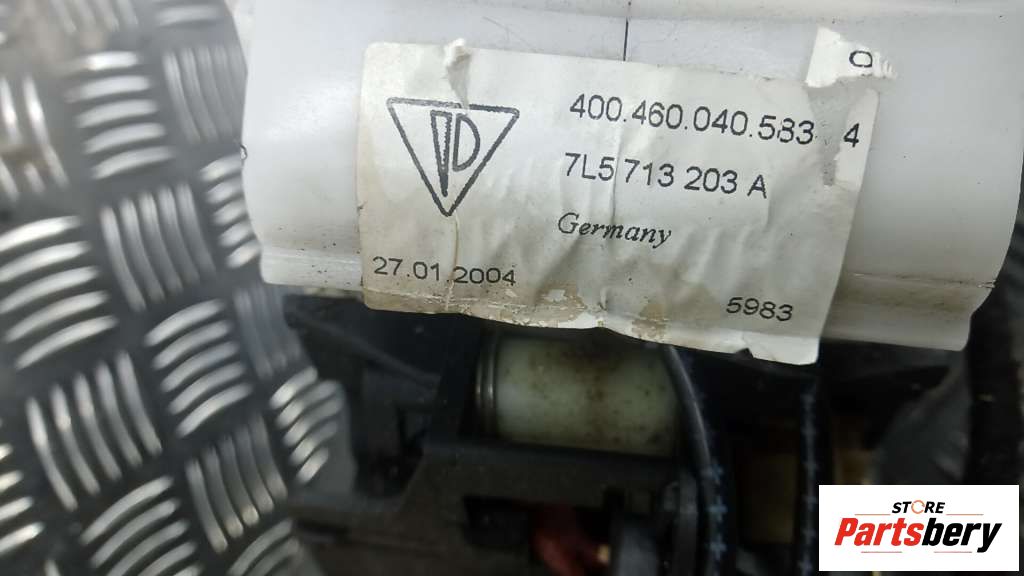 O
400.460.040.583 4
7L5 713 203 A
Germany
27.01.2004
5983
STORE
Partsbery